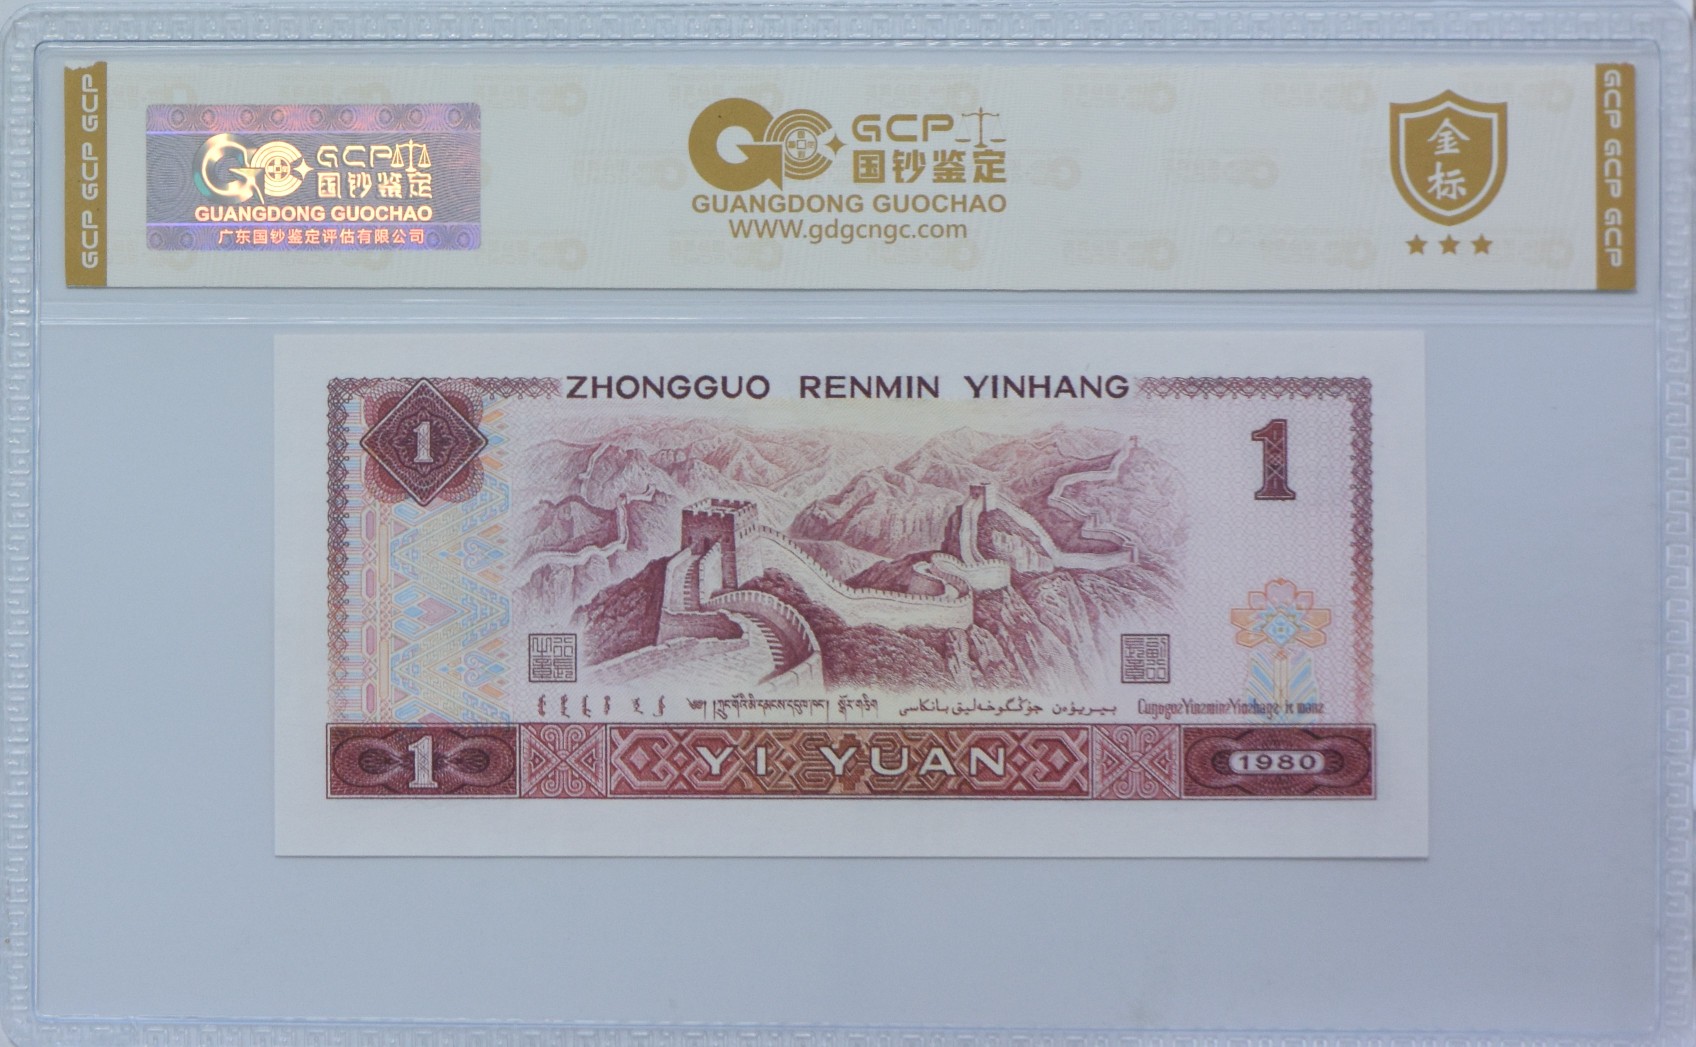 GCP GCP GCP
GCP
国钞鉴定
GUANGDONG GUOCHAO
广东国钞鉴定评估有限公司
GCP
国钞鉴定
GUANGDONG GUOCHAO
WWW.gdgcngc.com
金
标
GCP GCP GCP
ZHONGGUO RENMIN YINHANG
1
1
1
YI YUAN
1980